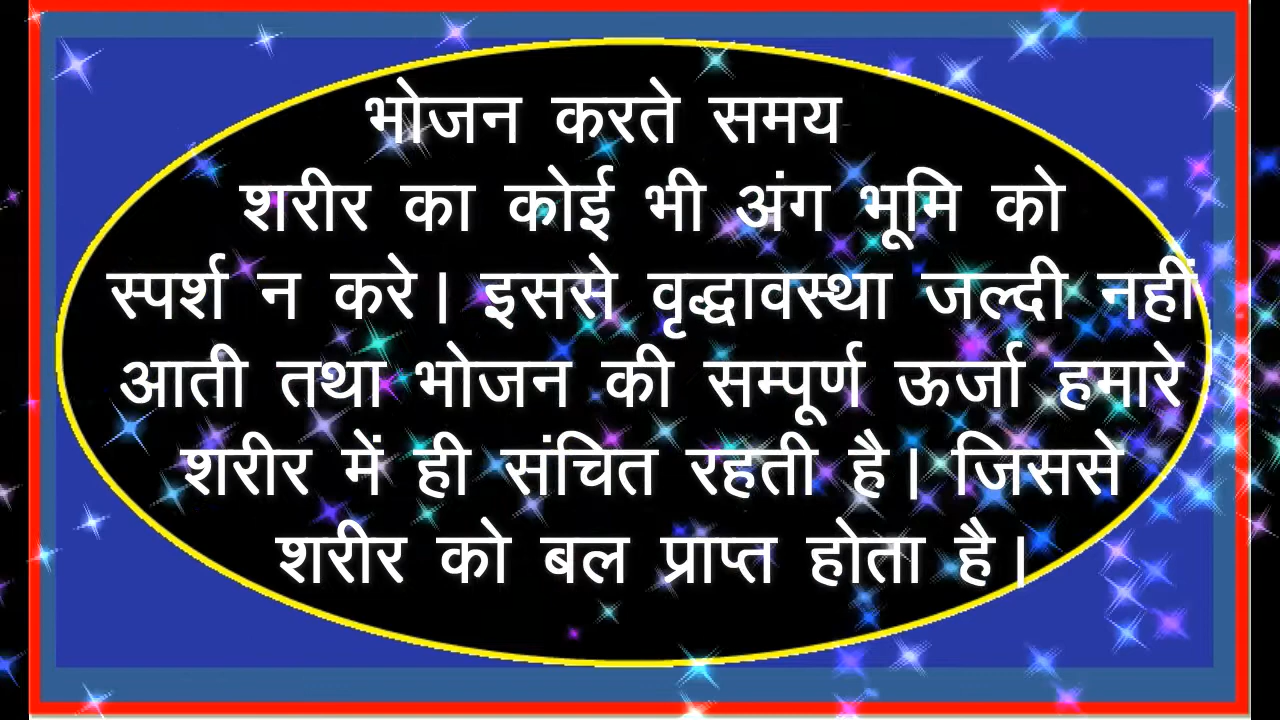 भोजन करते समय
शरीर का कोई भी अंग भूमि को
स्पर्श न करे। इससे वृद्धावस्था जल्दी नहीं
आती तथा भोजन की सम्पूर्ण ऊर्जा हमारे
शरीर में ही संचित रहती है। जिससे
शरीर को बल प्राप्त होता है।